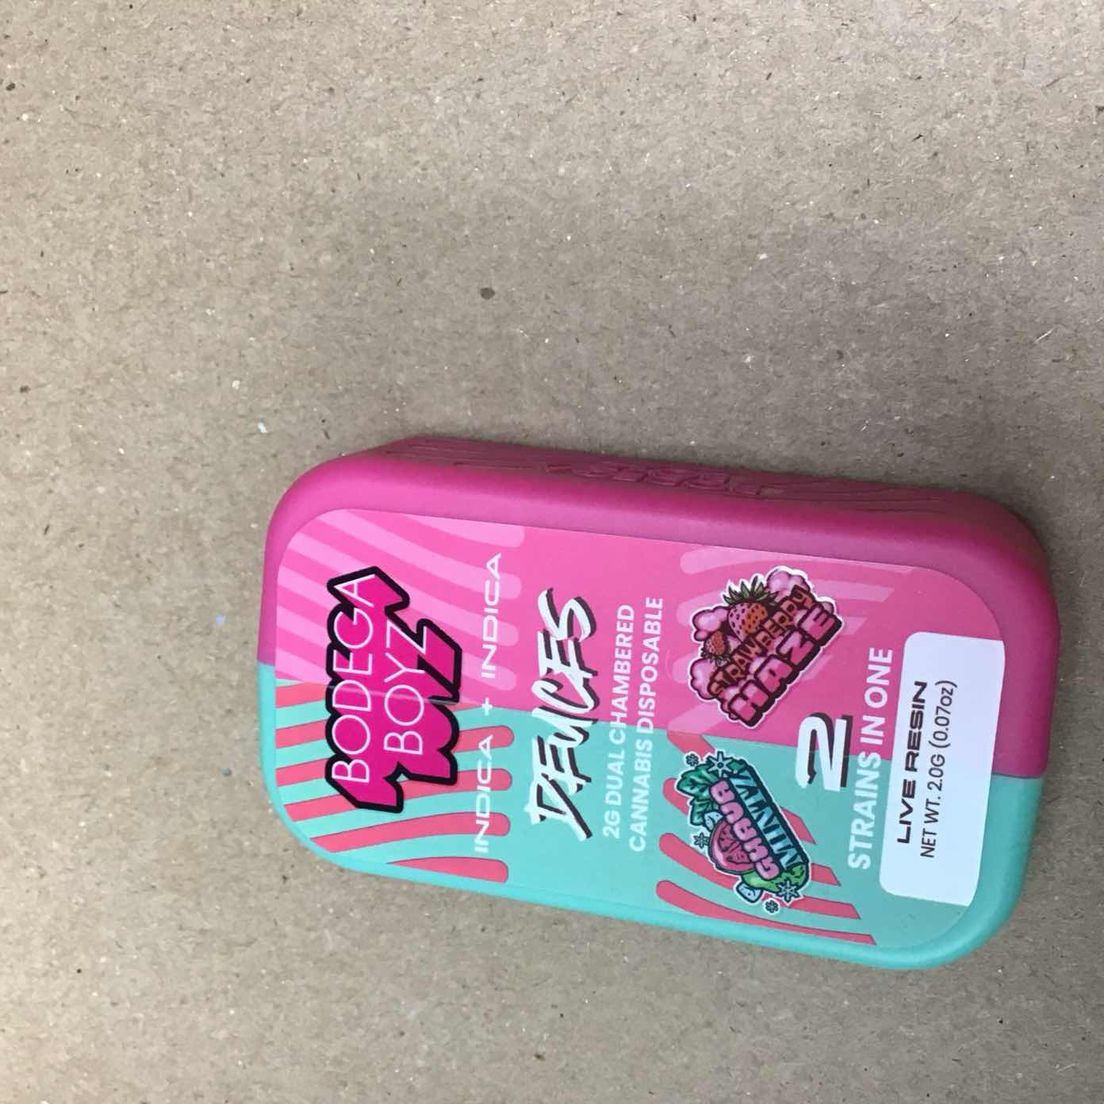 BODEGA
BOYZ
INDICA + INDICA
DEUCES
2G DUAL CHAMBERED
CANNABIS DISPOSABLE
GUAVA
MINTZ
STRAWBERRY
HAZE
2
STRAINS IN ONE
LIVE RESIN
NET WT. 2.0G (0.07oz)